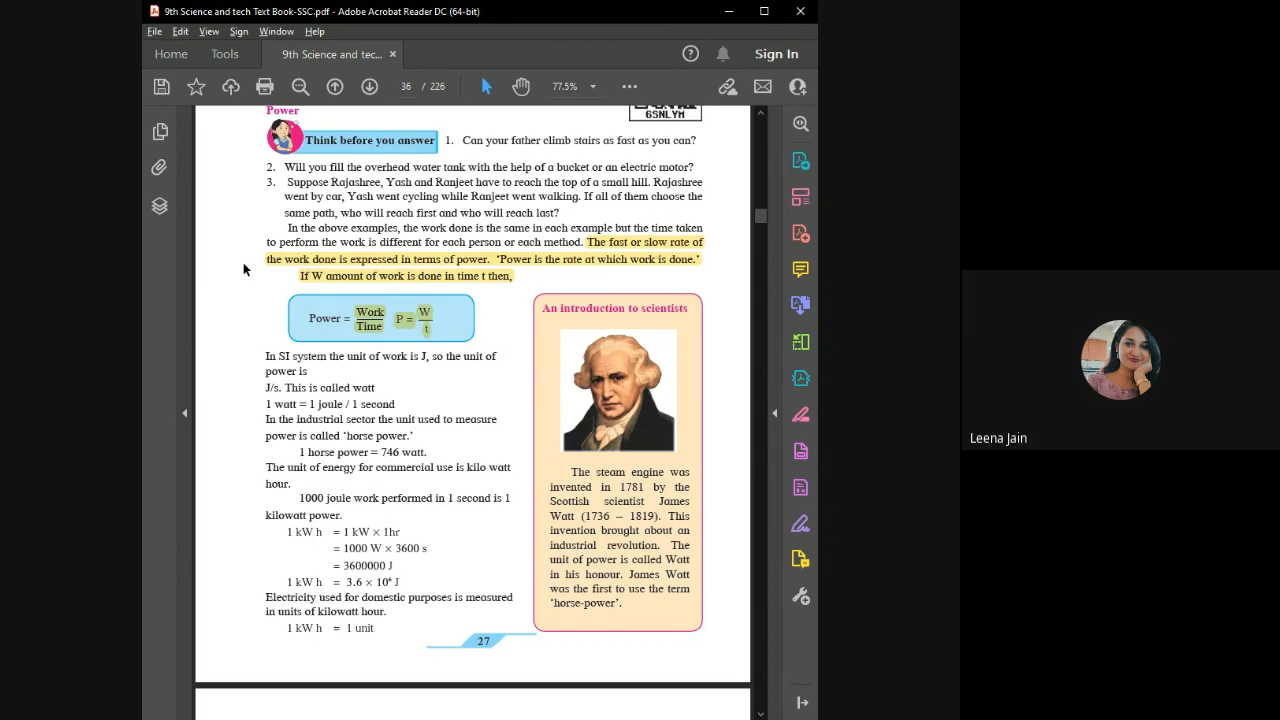 9th Science and tech Text Book-SSC.pdf - Adobe Acrobat Reader DC (64-bit)
File Edit View Sign Window Help
Home Tools 9th Science and tec... × Sign In
36 / 226 77.5%
Power
6SNLYM
Think before you answer 1. Can your father climb stairs as fast as you can?
2. Will you fill the overhead water tank with the help of a bucket or an electric motor?
3. Suppose Rajashree, Yash and Ranjeet have to reach the top of a small hill. Rajashree
went by car, Yash went cycling while Ranjeet went walking. If all of them choose the
same path, who will reach first and who will reach last?
In the above examples, the work done is the same in each example but the time taken
to perform the work is different for each person or each method. The fast or slow rate of
the work done is expressed in terms of power. ‘Power is the rate at which work is done.’
If W amount of work is done in time t then,
Power = Work / Time P = W / t
In SI system the unit of work is J, so the unit of
power is
J/s. This is called watt
1 watt = 1 joule / 1 second
In the industrial sector the unit used to measure
power is called ‘horse power.’
1 horse power = 746 watt.
The unit of energy for commercial use is kilo watt
hour.
1000 joule work performed in 1 second is 1
kilowatt power.
1 kW h = 1 kW × 1hr
= 1000 W × 3600 s
= 3600000 J
1 kW h = 3.6 × 10⁶ J
Electricity used for domestic purposes is measured
in units of kilowatt hour.
1 kW h = 1 unit
An introduction to scientists
The steam engine was
invented in 1781 by the
Scottish scientist James
Watt (1736 – 1819). This
invention brought about an
industrial revolution. The
unit of power is called Watt
in his honour. James Watt
was the first to use the term
‘horse-power’.
27
Leena Jain